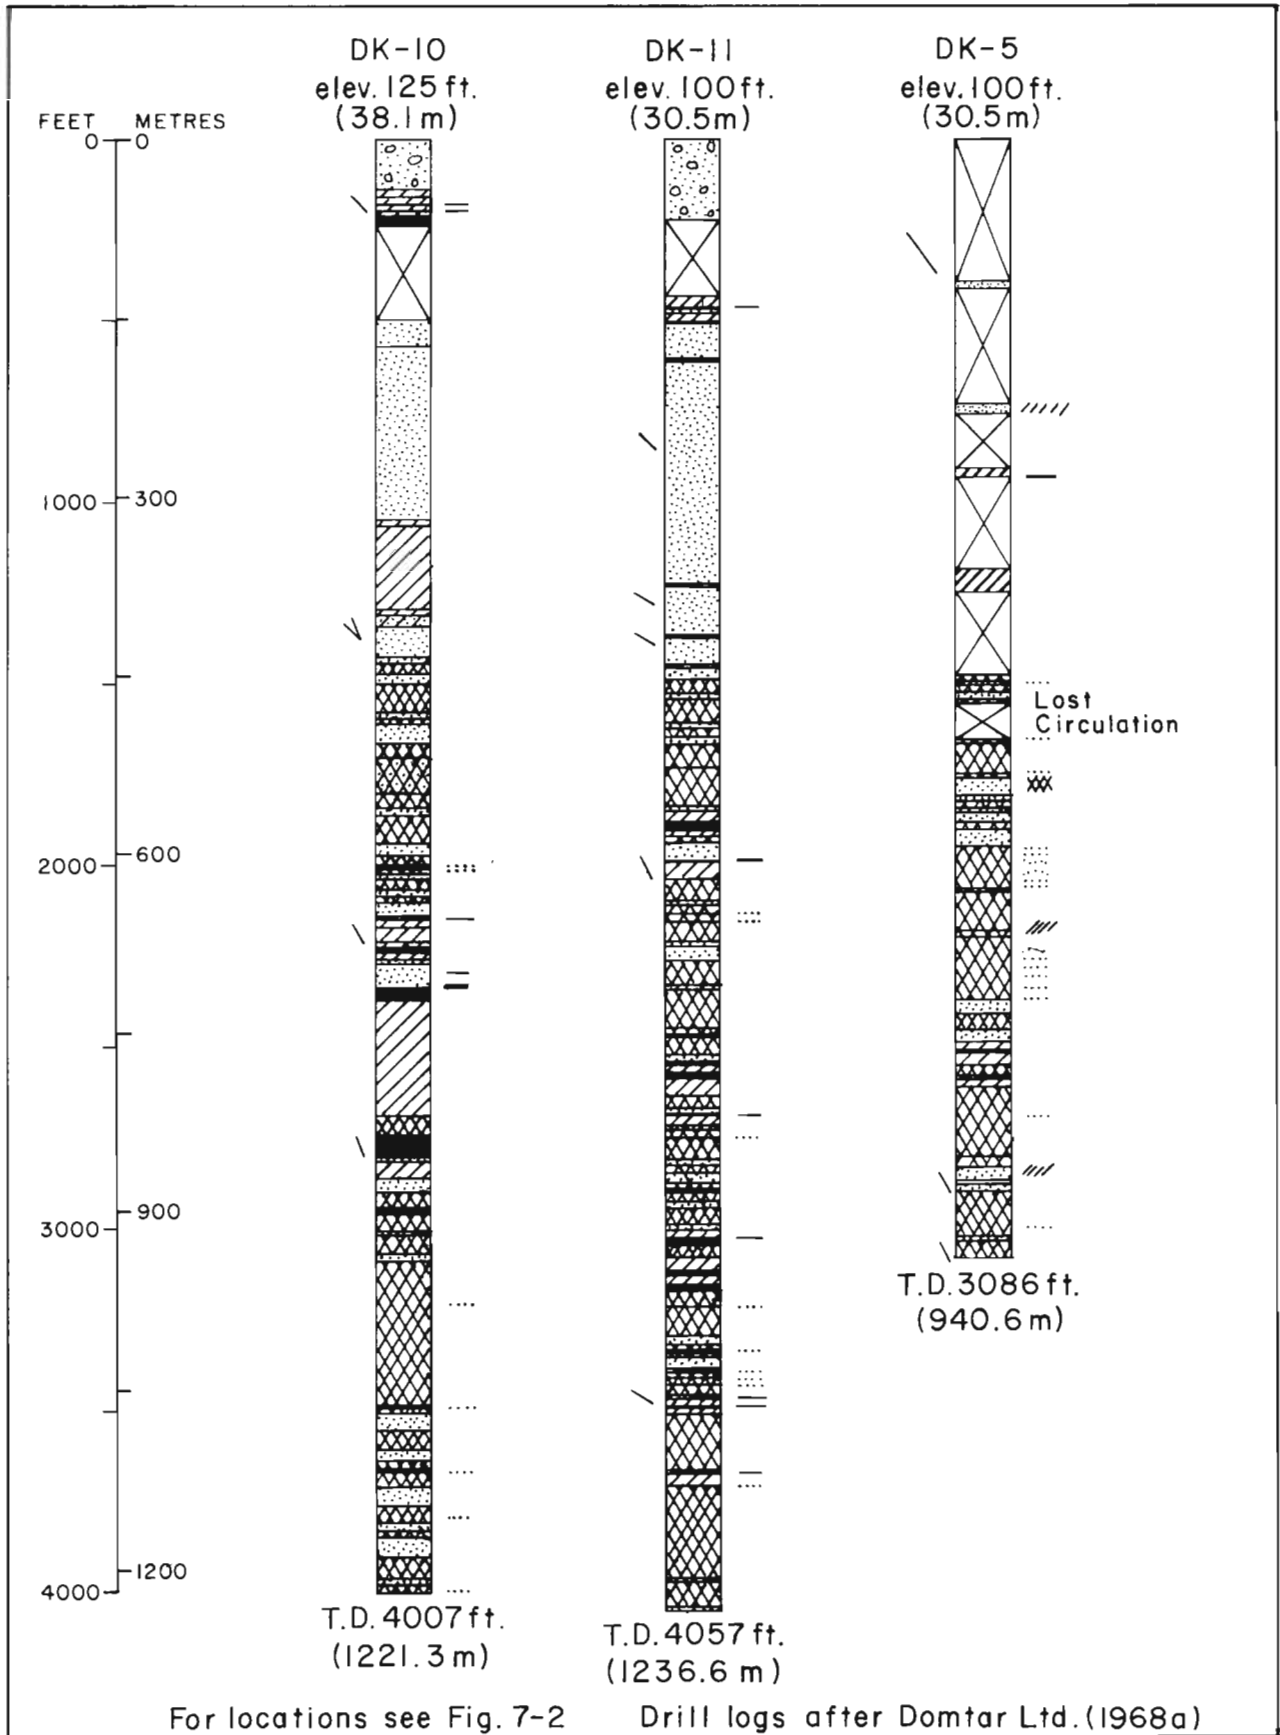 DK-10
elev. 125 ft.
(38.1 m)
DK-11
elev. 100 ft.
(30.5m)
DK-5
elev. 100 ft.
(30.5 m)
FEET METRES
0 0
1000 300
2000 600
900
3000
1200
4000
Lost
Circulation
T.D. 3086 ft.
(940.6 m)
T.D. 4007 ft.
(1221.3 m)
T.D. 4057 ft.
(1236.6 m)
For locations see Fig. 7-2 Drill logs after Domtar Ltd. (1968a)